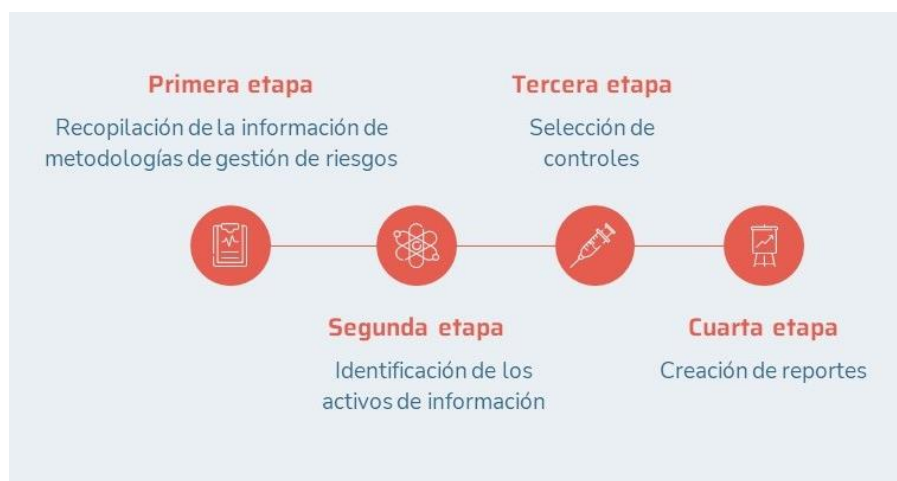 Primera etapa
Recopilación de la información de
metodologías de gestión de riesgos
Segunda etapa
Identificación de los
activos de información
Tercera etapa
Selección de
controles
Cuarta etapa
Creación de reportes